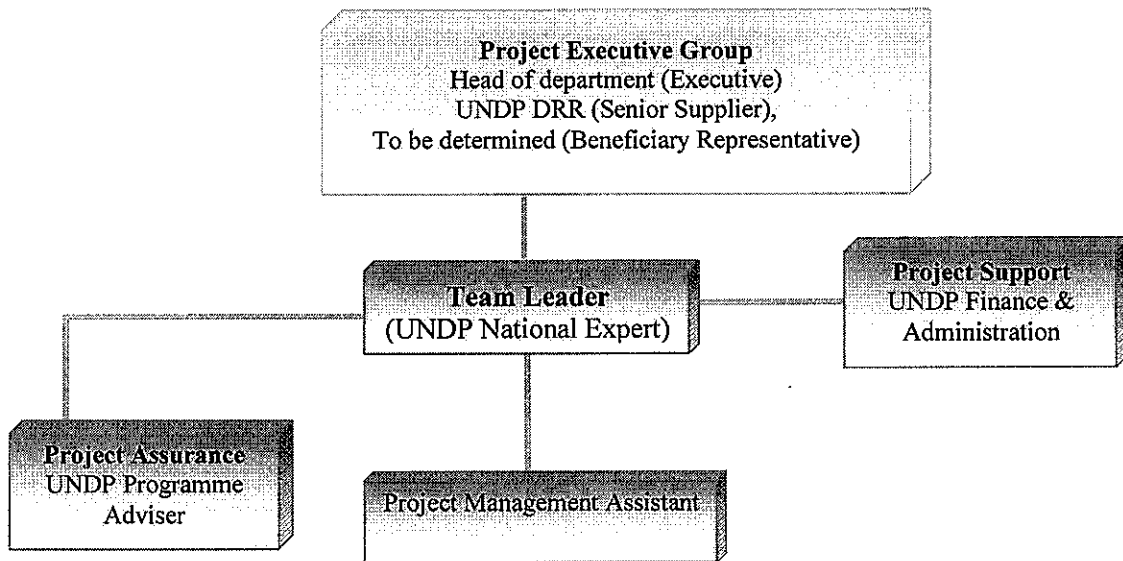 Project Executive Group
Head of department (Executive)
UNDP DRR (Senior Supplier),
To be determined (Beneficiary Representative)
Team Leader
(UNDP National Expert)
Project Support
UNDP Finance &
Administration
Project Assurance
UNDP Programme
Adviser
Project Management Assistant